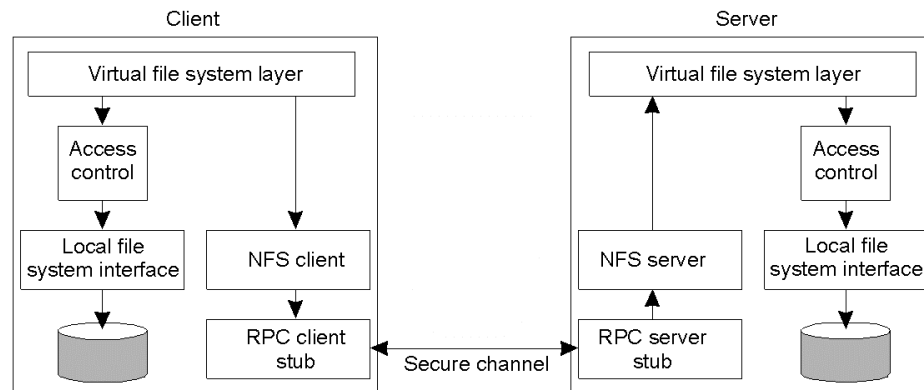 Client
Server
Virtual file system layer
Access
control
Local file
system interface
NFS client
RPC client
stub
Secure channel
Virtual file system layer
NFS server
RPC server
stub
Access
control
Local file
system interface